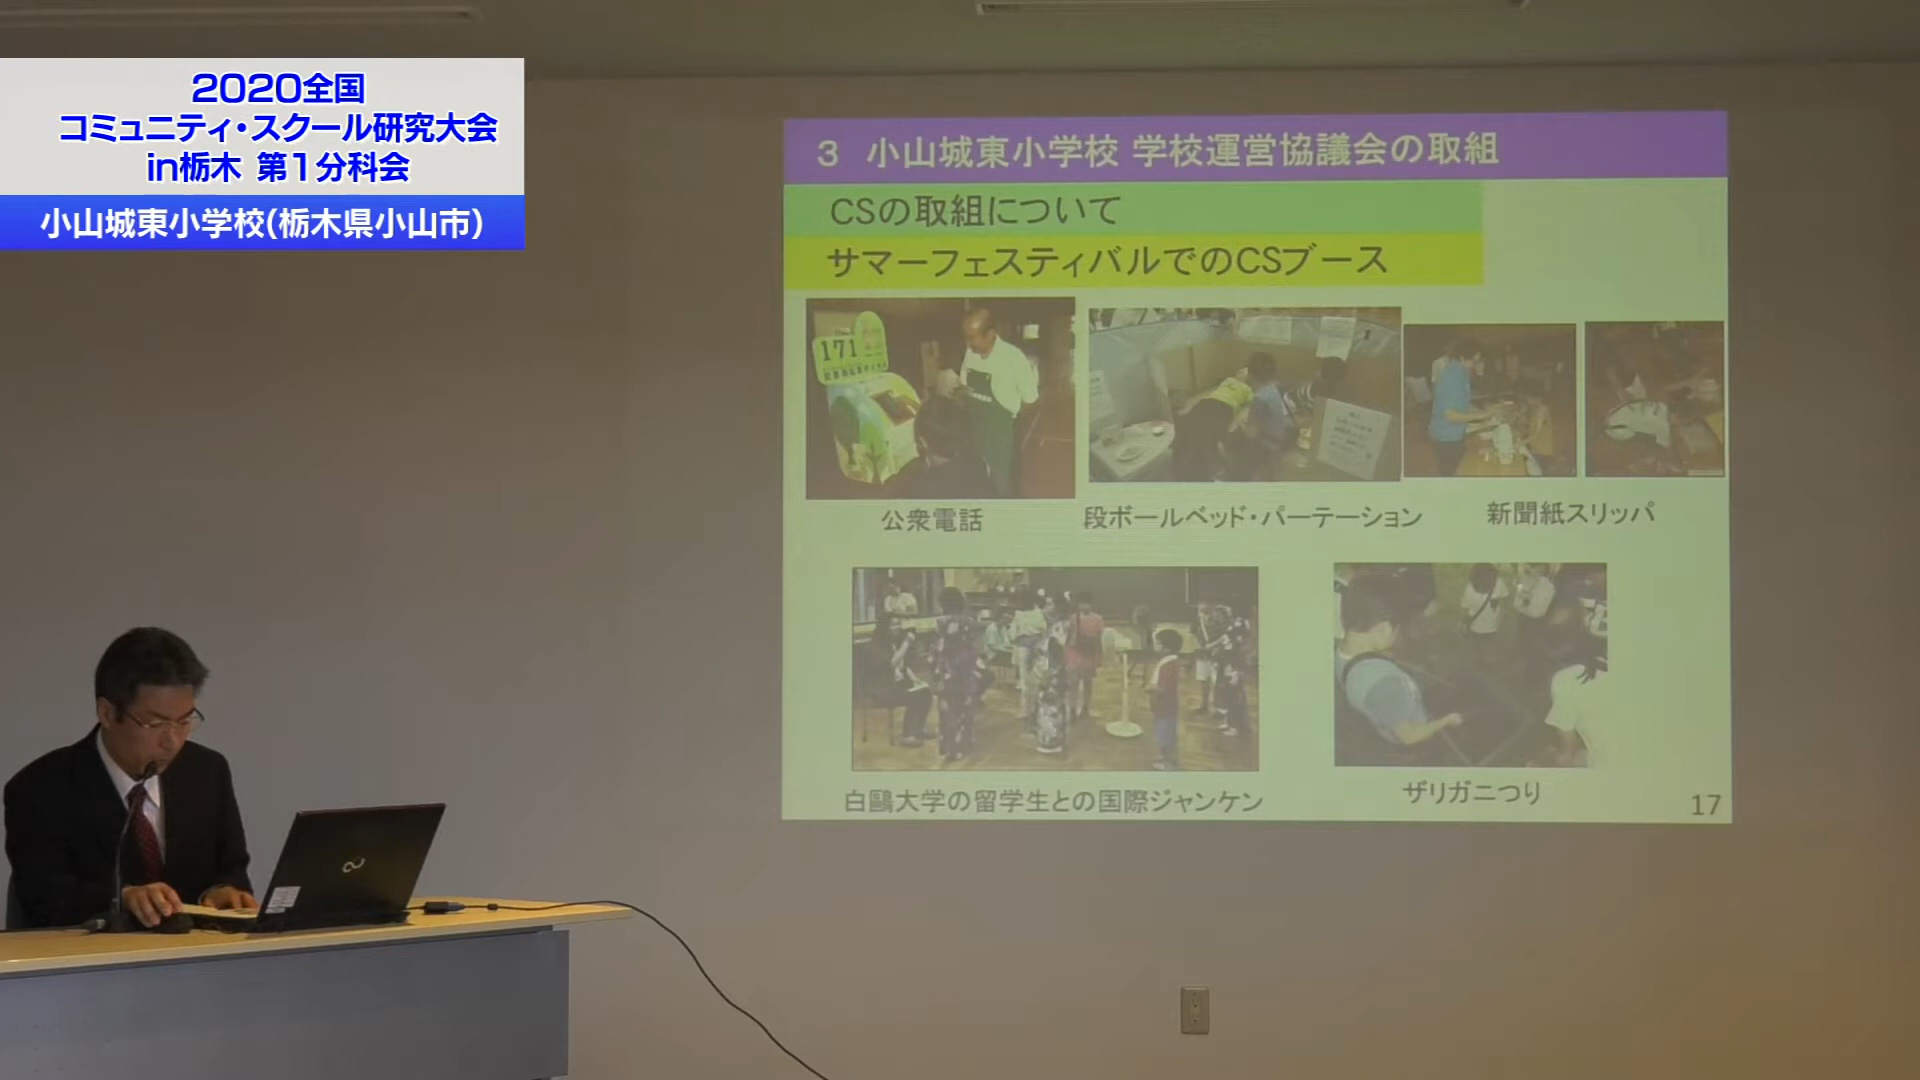 2020全国
コミュニティ・スクール研究大会
in栃木 第1分科会
小山城東小学校(栃木県小山市)
3 小山城東小学校 学校運営協議会の取組
CSの取組について
サマーフェスティバルでのCSブース
171
公衆電話
段ボールベッド・パーテーション
新聞紙スリッパ
白鷗大学の留学生との国際ジャンケン
ザリガニつり
17